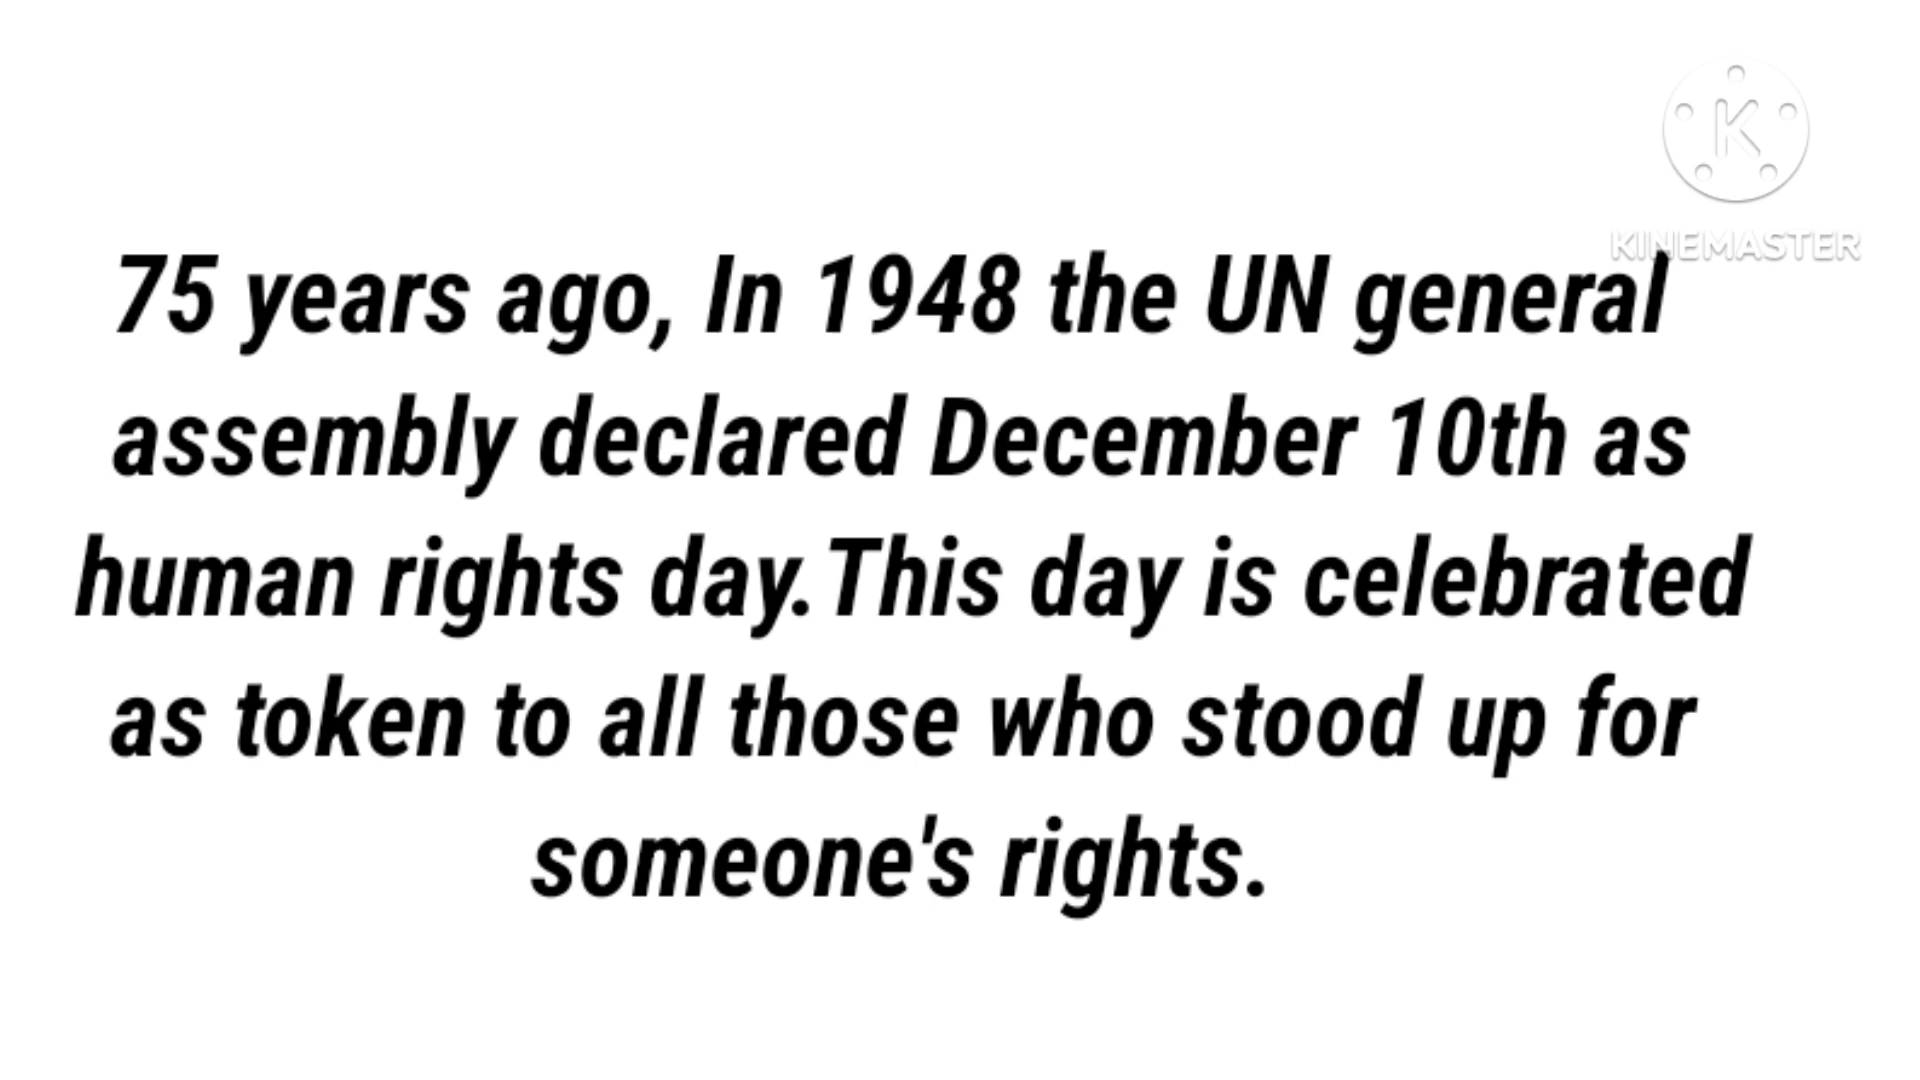 K
KINEMASTER
75 years ago, In 1948 the UN general
assembly declared December 10th as
human rights day.This day is celebrated
as token to all those who stood up for
someone's rights.